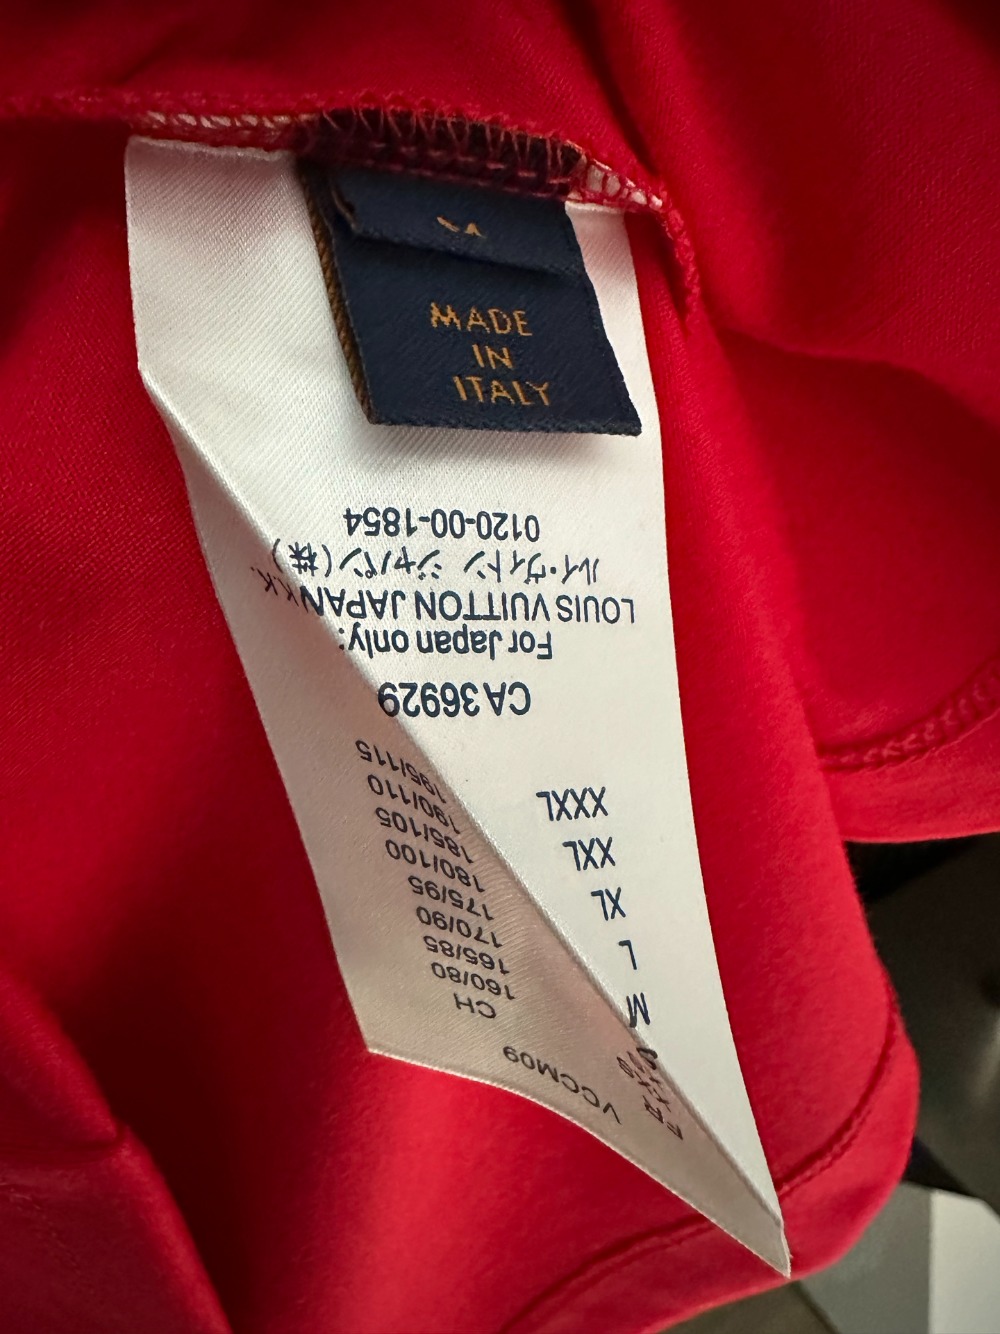 MADE
IN
ITALY
VCCM09
CH
160/80
165/85
170/90
M 175/95
L 180/100
XL 185/105
XXL 190/110
XXXL 195/115
CA 36929
For Japan only:
LOUIS VUITTON JAPAN K.K.
ルイ・ヴィトン ジャパン(株)
0120-00-1854